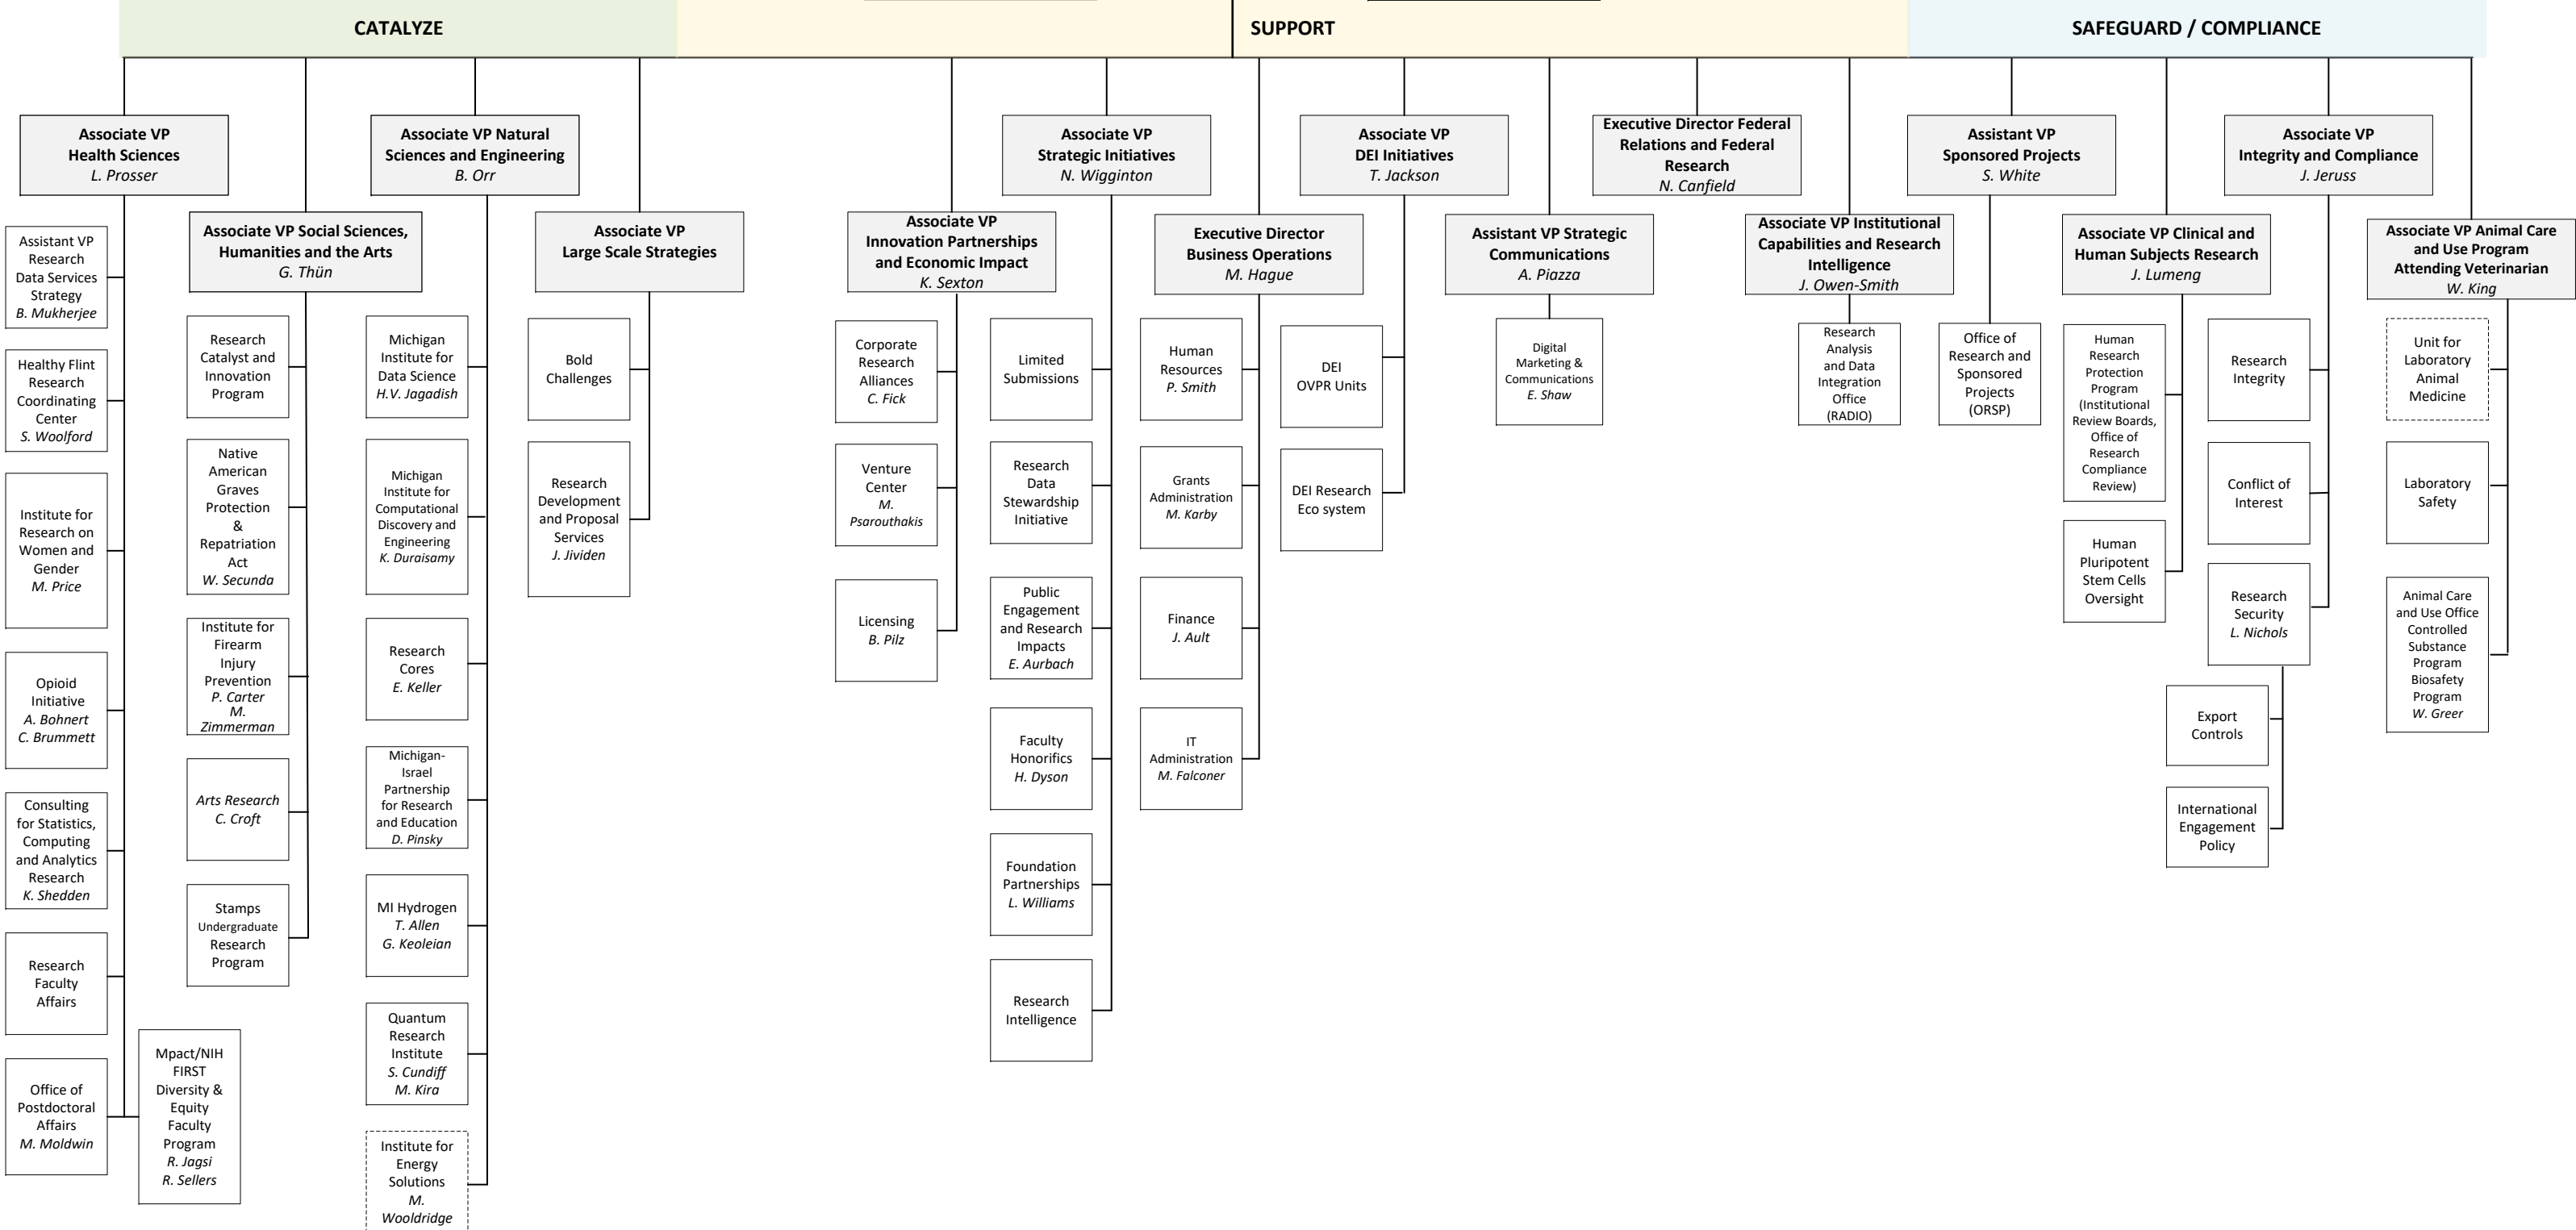 CATALYZE
SUPPORT
SAFEGUARD / COMPLIANCE
Associate VP
Health Sciences
L. Prosser
Assistant VP
Research
Data Services
Strategy
B. Mukherjee
Healthy Flint
Research
Coordinating
Center
S. Woolford
Institute for
Research on
Women and
Gender
M. Price
Opioid
Initiative
A. Bohnert
C. Brummett
Consulting
for Statistics,
Computing
and Analytics
Research
K. Shedden
Research
Faculty
Affairs
Office of
Postdoctoral
Affairs
M. Moldwin
Mpact/NIH
FIRST
Diversity &
Equity
Faculty
Program
R. Jagsi
R. Sellers
Associate VP Social Sciences,
Humanities and the Arts
G. Thün
Research
Catalyst and
Innovation
Program
Native
American
Graves
Protection
&
Repatriation
Act
W. Secunda
Institute for
Firearm
Injury
Prevention
P. Carter
M.
Zimmerman
Arts Research
C. Croft
Stamps
Undergraduate
Research
Program
Associate VP Natural
Sciences and Engineering
B. Orr
Michigan
Institute for
Data Science
H.V. Jagadish
Michigan
Institute for
Computational
Discovery and
Engineering
K. Duraisamy
Research
Cores
E. Keller
Michigan-
Israel
Partnership
for Research
and Education
D. Pinsky
MI Hydrogen
T. Allen
G. Keoleian
Quantum
Research
Institute
S. Cundiff
M. Kira
Institute for
Energy
Solutions
M.
Wooldridge
Associate VP
Large Scale Strategies
Bold
Challenges
Research
Development
and Proposal
Services
J. Jividen
Associate VP
Innovation Partnerships
and Economic Impact
K. Sexton
Corporate
Research
Alliances
C. Fick
Venture
Center
M.
Psarouthakis
Licensing
B. Pilz
Associate VP
Strategic Initiatives
N. Wigginton
Limited
Submissions
Research
Data
Stewardship
Initiative
Public
Engagement
and Research
Impacts
E. Aurbach
Faculty
Honorifics
H. Dyson
Foundation
Partnerships
L. Williams
Research
Intelligence
Executive Director
Business Operations
M. Hague
Human
Resources
P. Smith
Grants
Administration
M. Karby
Finance
J. Ault
IT
Administration
M. Falconer
Associate VP
DEI Initiatives
T. Jackson
DEI
OVPR Units
DEI Research
Eco system
Assistant VP Strategic
Communications
A. Piazza
Digital
Marketing &
Communications
E. Shaw
Executive Director Federal
Relations and Federal
Research
N. Canfield
Associate VP Institutional
Capabilities and Research
Intelligence
J. Owen-Smith
Research
Analysis
and Data
Integration
Office
(RADIO)
Assistant VP
Sponsored Projects
S. White
Office of
Research and
Sponsored
Projects
(ORSP)
Associate VP Clinical and
Human Subjects Research
J. Lumeng
Human
Research
Protection
Program
(Institutional
Review Boards,
Office of
Research
Compliance
Review)
Human
Pluripotent
Stem Cells
Oversight
Associate VP
Integrity and Compliance
J. Jeruss
Research
Integrity
Conflict of
Interest
Research
Security
L. Nichols
Export
Controls
International
Engagement
Policy
Associate VP Animal Care
and Use Program
Attending Veterinarian
W. King
Unit for
Laboratory
Animal
Medicine
Laboratory
Safety
Animal Care
and Use Office
Controlled
Substance
Program
Biosafety
Program
W. Greer